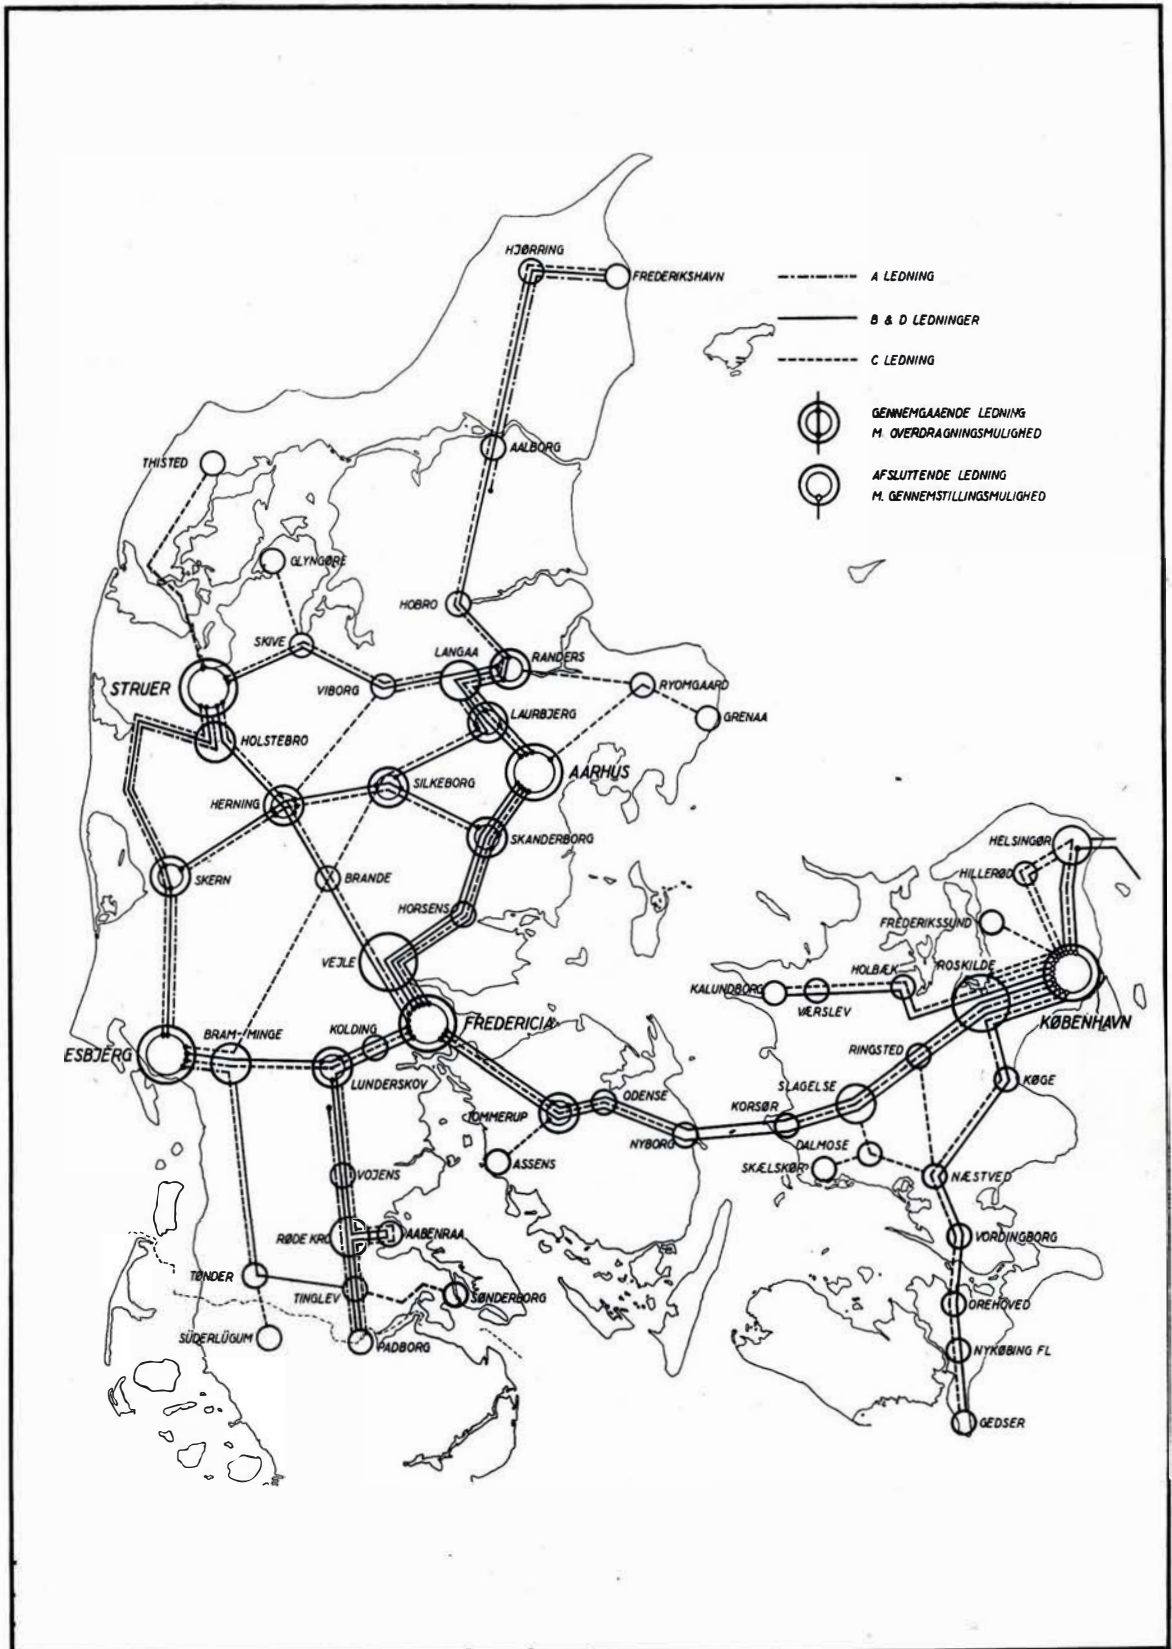 HJØRRING
FREDERIKSHAVN
A LEDNING
B & D LEDNINGER
C LEDNING
GENNEMGAAENDE LEDNING
M. OVERDRAGNINGSMULIGHED
AFSLUTTENDE LEDNING
M. GENNEMSTILLINGSMULIGHED
AALBORG
THISTED
GLYNGØRE
HOBRO
SKIVE
LANGAA
RANDERS
STRUER
VIBORG
RYOMGAARD
LAURBJERG
GRENAA
HOLSTEBRO
AARHUS
SILKEBORG
HERNING
SKANDERBORG
HELSINGØR
HILLERØD
SKERN
BRANDE
HORSENS
FREDERIKSSUND
VEJLE
HOLBÆK
ROSKILDE
KALUNDBORG
VÆRSLEV
FREDERICIA
KØBENHAVN
KOLDING
BRAM-MINGE
ESBJERG
RINGSTED
LUNDERSKOV
SLAGELSE
KØGE
ODENSE
KORSØR
TOMMERUP
NYBORG
DALMOSE
ASSENS
SKÆLSKØR
VOJENS
NÆSTVED
RØDE KRO
AABENRAA
VORDINGBORG
TØNDER
TINGLEV
SØNDERBORG
OREHOVED
SÜDERLÜGUM
PADBORG
NYKØBING FL
GEDSER